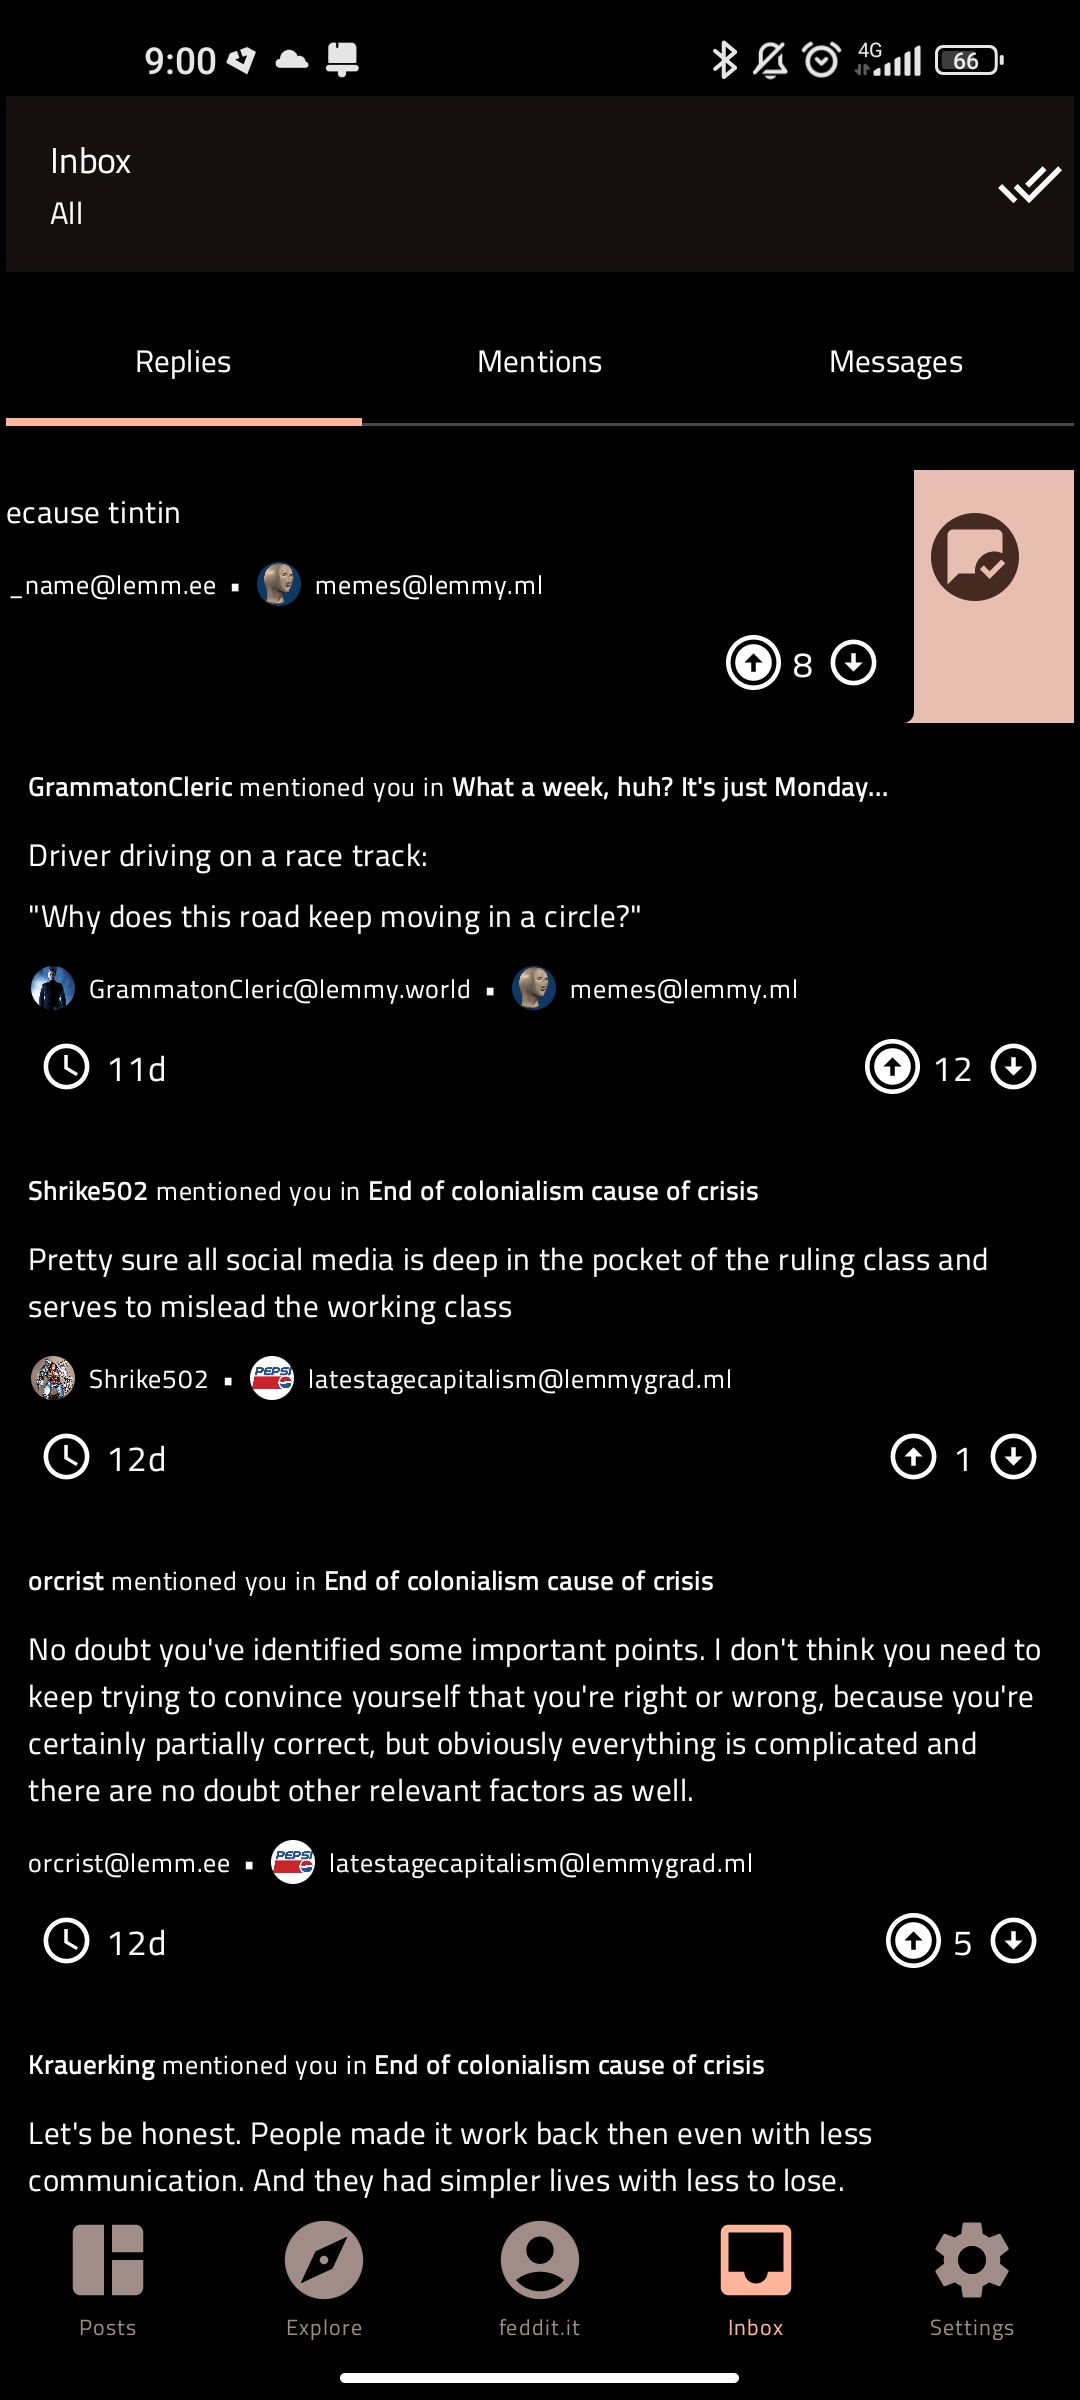 9:00
4G
66
Inbox
All
Replies
Mentions
Messages
ecause tintin
_name@lemm.ee ▪ memes@lemmy.ml
8
GrammatonCleric mentioned you in What a week, huh? It's just Monday...
Driver driving on a race track:
"Why does this road keep moving in a circle?"
GrammatonCleric@lemmy.world ▪ memes@lemmy.ml
11d
12
Shrike502 mentioned you in End of colonialism cause of crisis
Pretty sure all social media is deep in the pocket of the ruling class and
serves to mislead the working class
Shrike502 ▪ PEPSI latestagecapitalism@lemmygrad.ml
12d
1
orcrist mentioned you in End of colonialism cause of crisis
No doubt you've identified some important points. I don't think you need to
keep trying to convince yourself that you're right or wrong, because you're
certainly partially correct, but obviously everything is complicated and
there are no doubt other relevant factors as well.
orcrist@lemm.ee ▪ PEPSI latestagecapitalism@lemmygrad.ml
12d
5
Krauerking mentioned you in End of colonialism cause of crisis
Let's be honest. People made it work back then even with less
communication. And they had simpler lives with less to lose.
Posts
Explore
feddit.it
Inbox
Settings